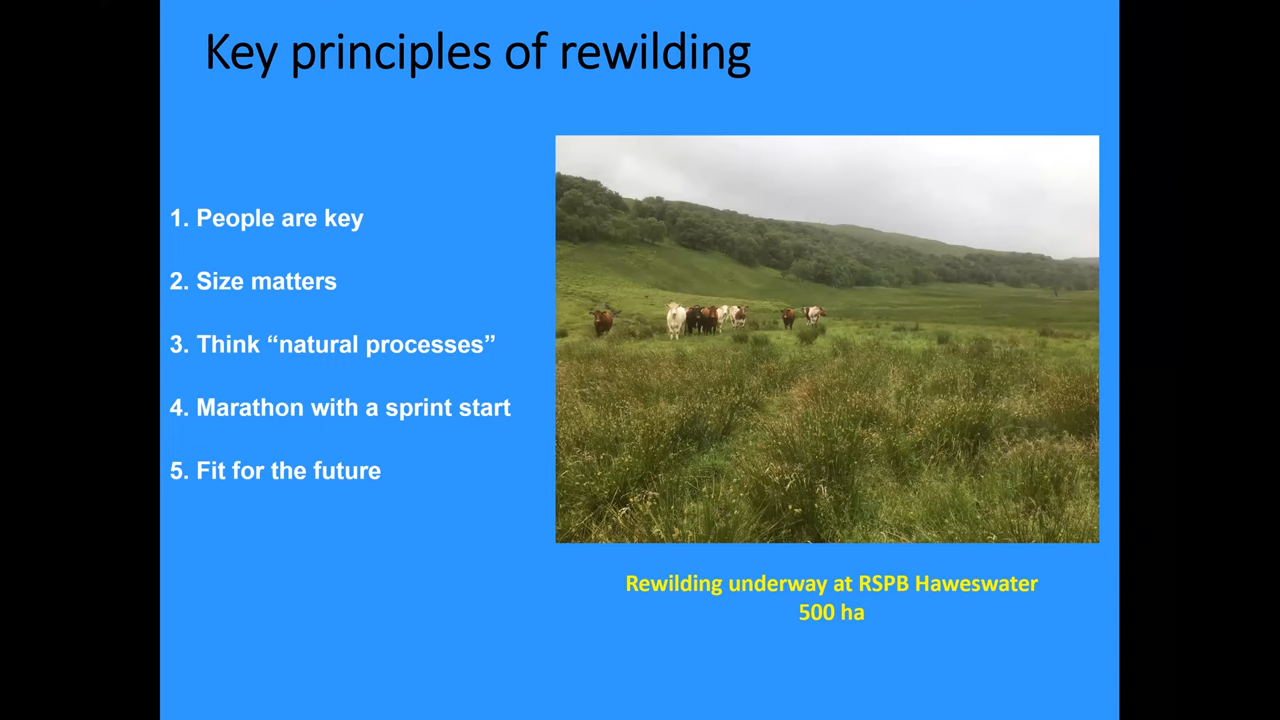 Key principles of rewilding
1. People are key
2. Size matters
3. Think “natural processes”
4. Marathon with a sprint start
5. Fit for the future
Rewilding underway at RSPB Haweswater
500 ha